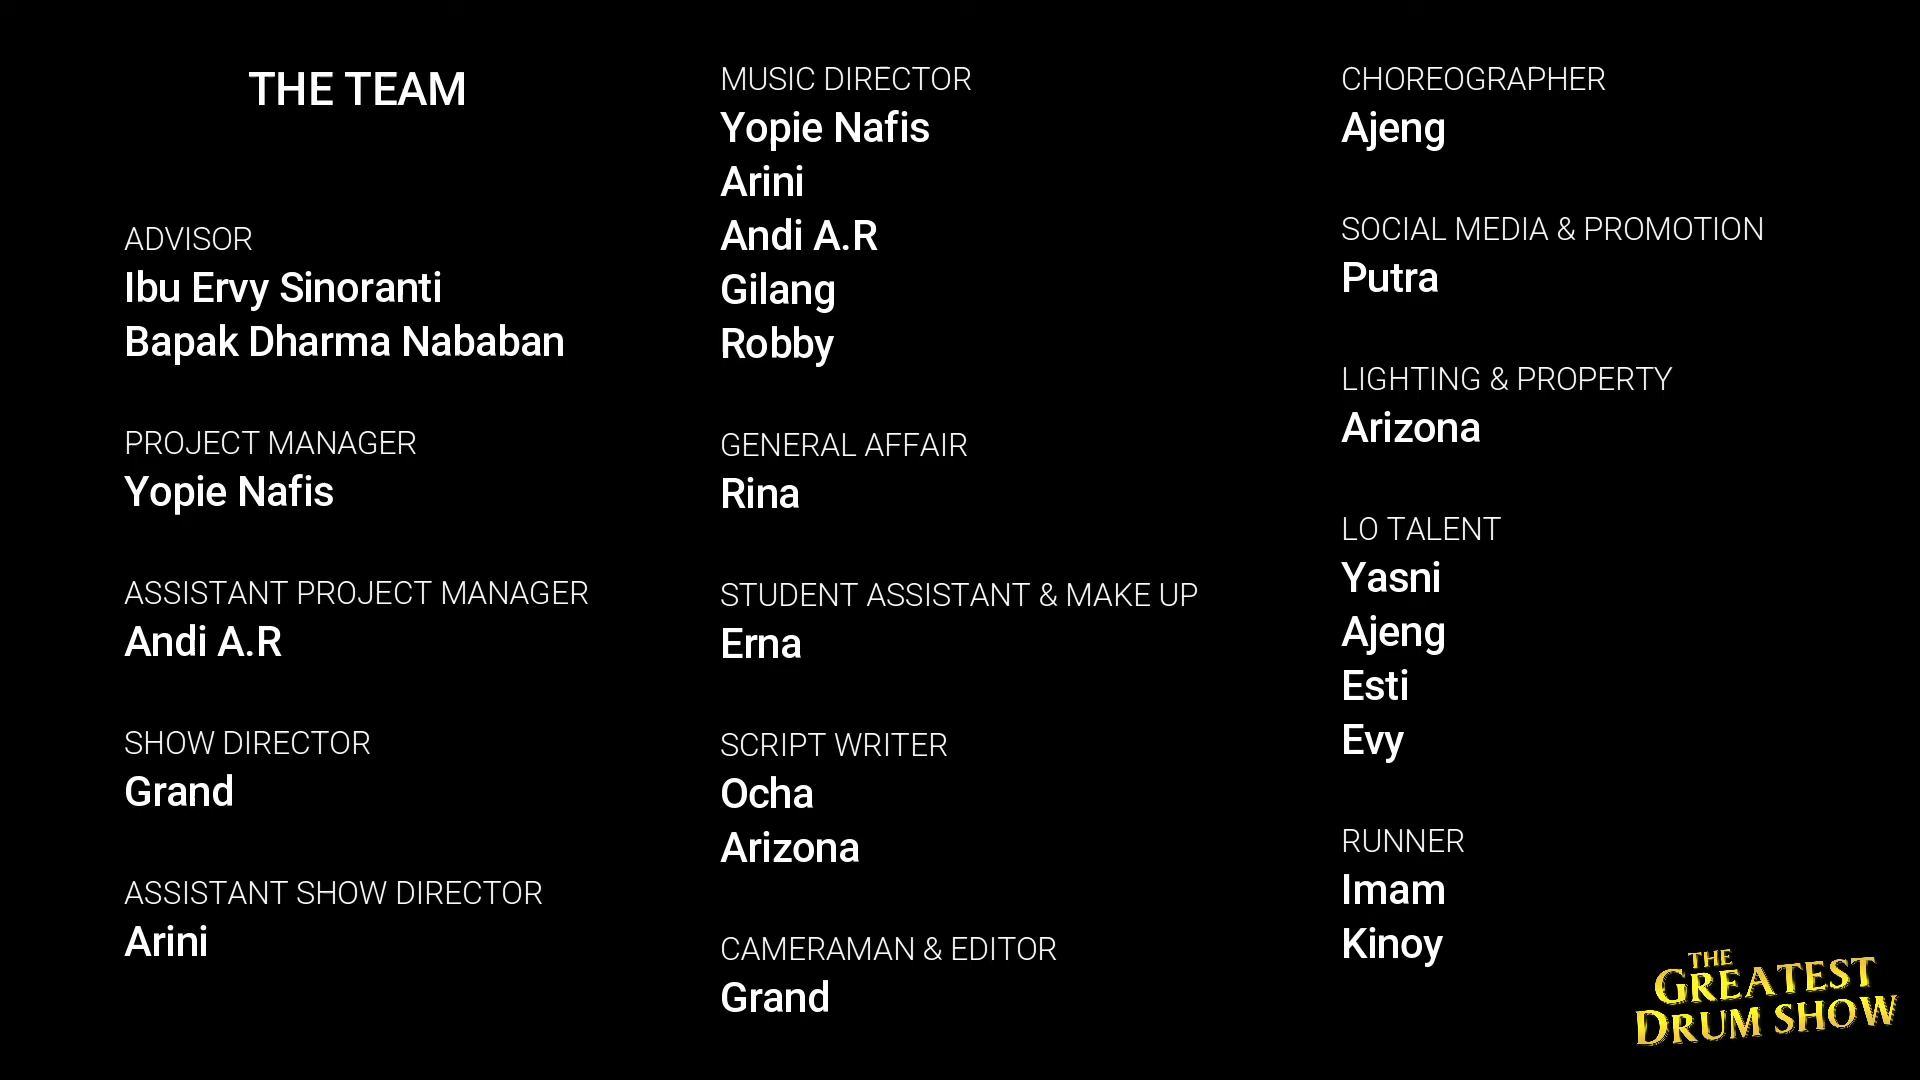 THE TEAM
ADVISOR
Ibu Ervy Sinoranti
Bapak Dharma Nababan
PROJECT MANAGER
Yopie Nafis
ASSISTANT PROJECT MANAGER
Andi A.R
SHOW DIRECTOR
Grand
ASSISTANT SHOW DIRECTOR
Arini
MUSIC DIRECTOR
Yopie Nafis
Arini
Andi A.R
Gilang
Robby
GENERAL AFFAIR
Rina
STUDENT ASSISTANT & MAKE UP
Erna
SCRIPT WRITER
Ocha
Arizona
CAMERAMAN & EDITOR
Grand
CHOREOGRAPHER
Ajeng
SOCIAL MEDIA & PROMOTION
Putra
LIGHTING & PROPERTY
Arizona
LO TALENT
Yasni
Ajeng
Esti
Evy
RUNNER
Imam
Kinoy
THE
GREATEST
DRUM SHOW